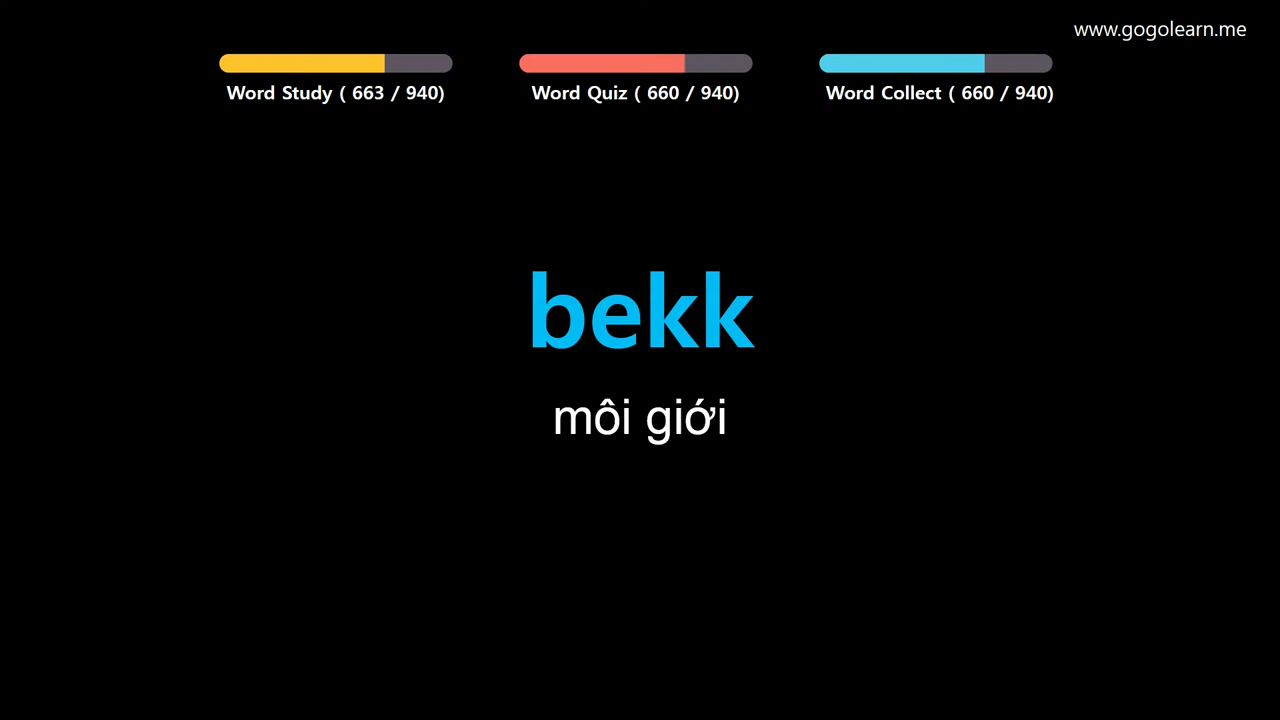 www.gogolearn.me
Word Study ( 663 / 940)
Word Quiz ( 660 / 940)
Word Collect ( 660 / 940)
bekk
môi giới